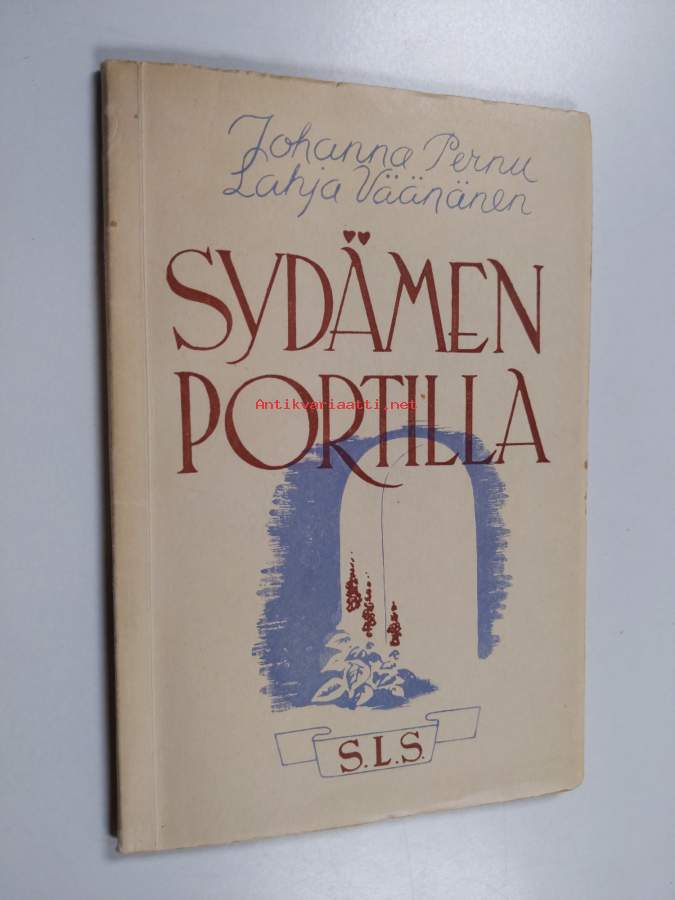 Johanna Pernu
Lahja Väänänen
SYDÄMEN
PORTILLA
Antikvariaatti.net
S.L.S.